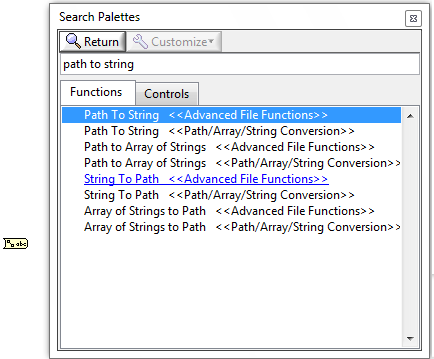 Search Palettes
Return
Customize
path to string
Functions
Controls
Path To String <<Advanced File Functions>>
Path To String <<Path/Array/String Conversion>>
Path to Array of Strings <<Advanced File Functions>>
Path to Array of Strings <<Path/Array/String Conversion>>
String To Path <<Advanced File Functions>>
String To Path <<Path/Array/String Conversion>>
Array of Strings to Path <<Advanced File Functions>>
Array of Strings to Path <<Path/Array/String Conversion>>
abc